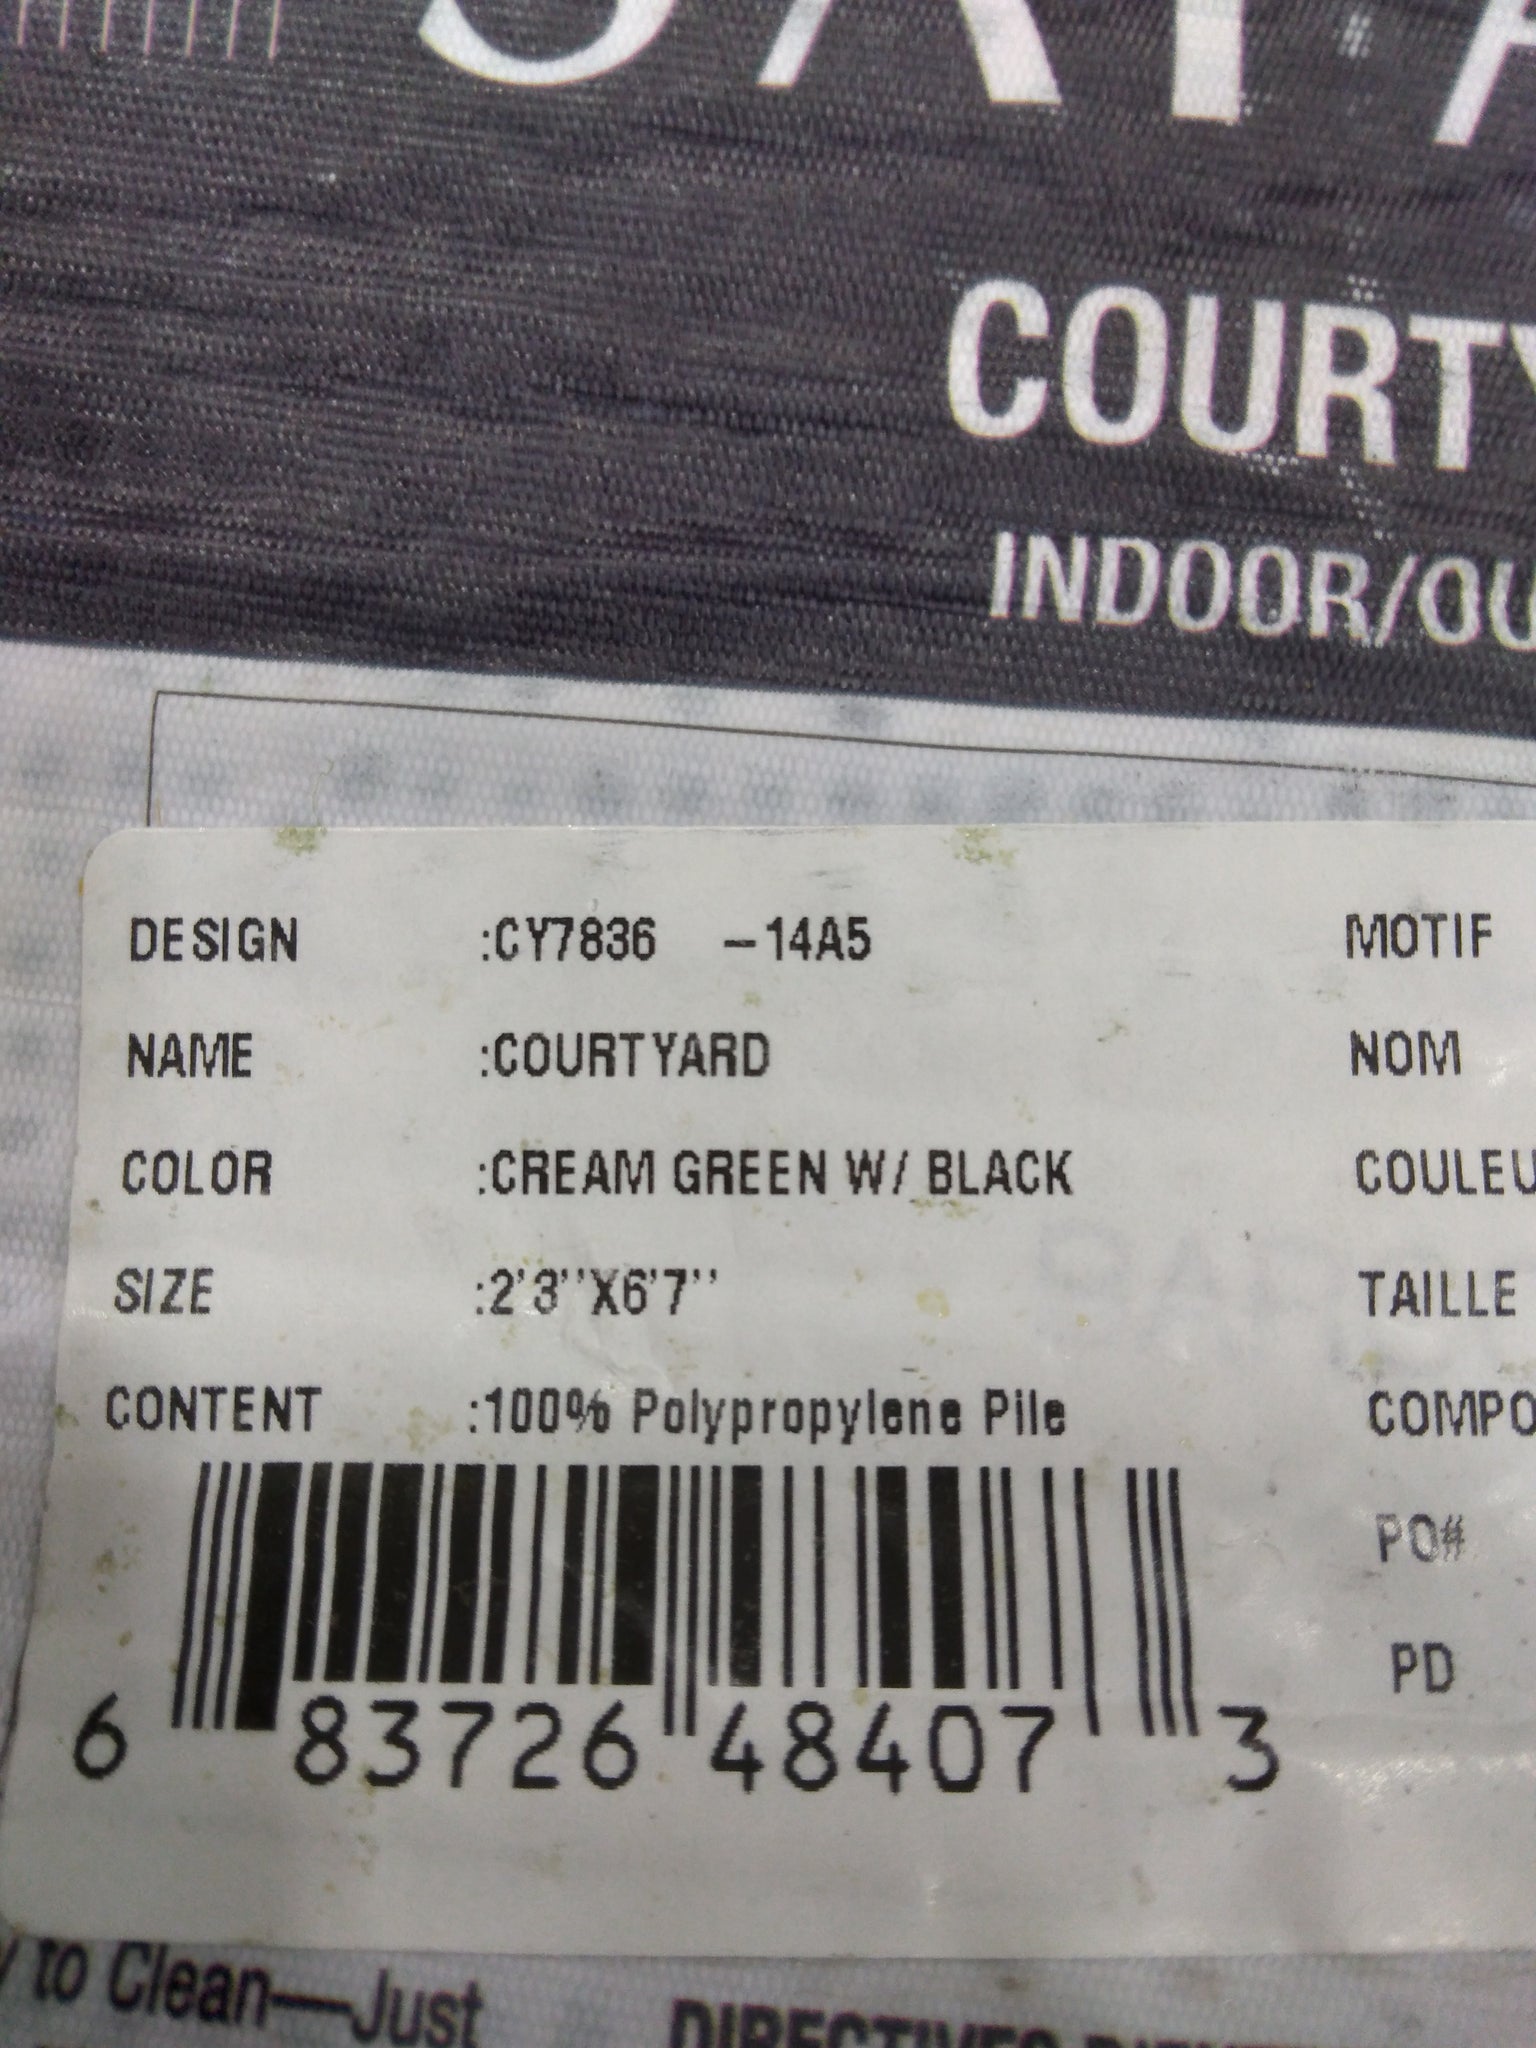 COURTY
INDOOR/OU
DESIGN :CY7836 -14A5 MOTIF
NAME :COURTYARD NOM
COLOR :CREAM GREEN W/ BLACK COULEU
SIZE :2'3''X6'7'' TAILLE
CONTENT :100% Polypropylene Pile COMPO
PO#
PD
6 83726 48407 3
to Clean—Just